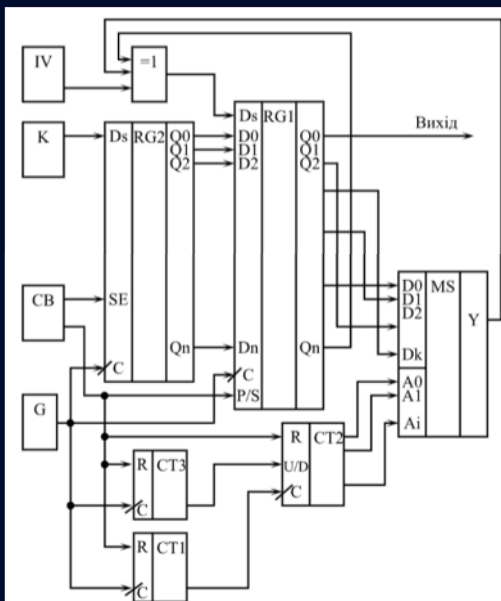 IV
=1
K
Ds RG2 Q0
Q1
Q2
SE
Qn
C
Ds RG1
D0 Q0
D1 Q1
D2 Q2
Dn Qn
C
P/S
Вихід
CB
G
D0 MS
D1
D2
Y
Dk
A0
A1
Ai
R CT2
U/D
C
R CT3
C
R CT1
C